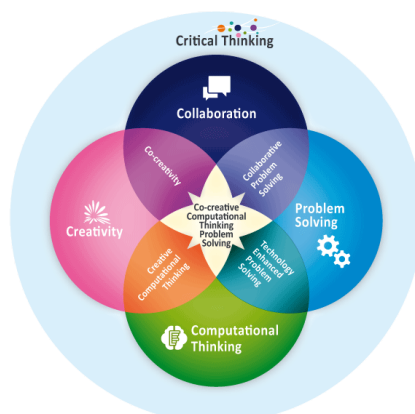 Critical Thinking
Collaboration
Co-creativity
Collaborative
Problem
Solving
Creativity
Co-creative
Computational
Thinking
Problem
Solving
Problem
Solving
Creative
Computational
Thinking
Technology
Enhanced
Problem
Solving
Computational
Thinking